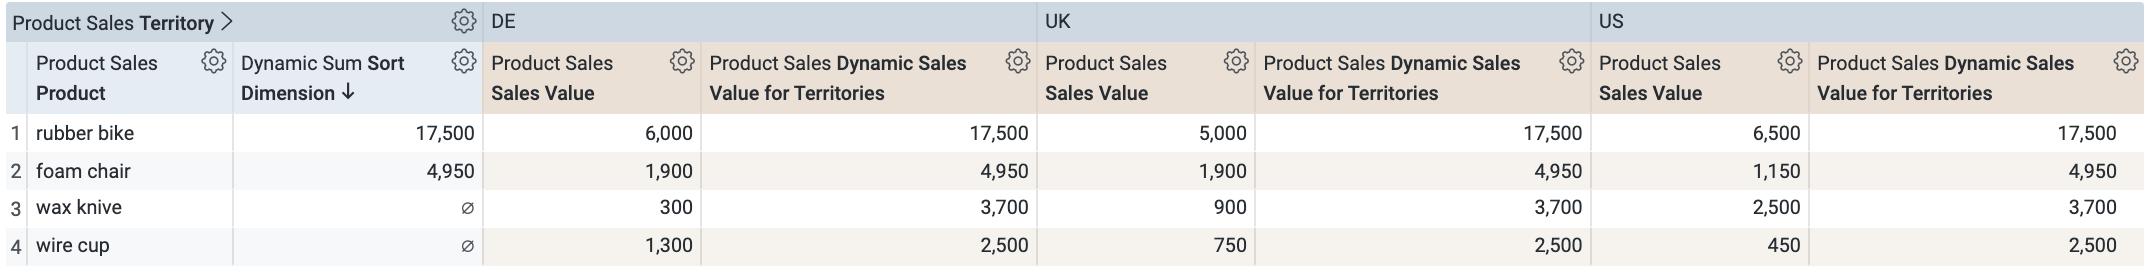 Product Sales Territory > DE UK US
Product Sales Product Dynamic Sum Sort Dimension ↓ Product Sales Sales Value Product Sales Dynamic Sales Value for Territories Product Sales Sales Value Product Sales Dynamic Sales Value for Territories Product Sales Sales Value Product Sales Dynamic Sales Value for Territories
1 rubber bike 17,500 6,000 17,500 5,000 17,500 6,500 17,500
2 foam chair 4,950 1,900 4,950 1,900 4,950 1,150 4,950
3 wax knive ∅ 300 3,700 900 3,700 2,500 3,700
4 wire cup ∅ 1,300 2,500 750 2,500 450 2,500